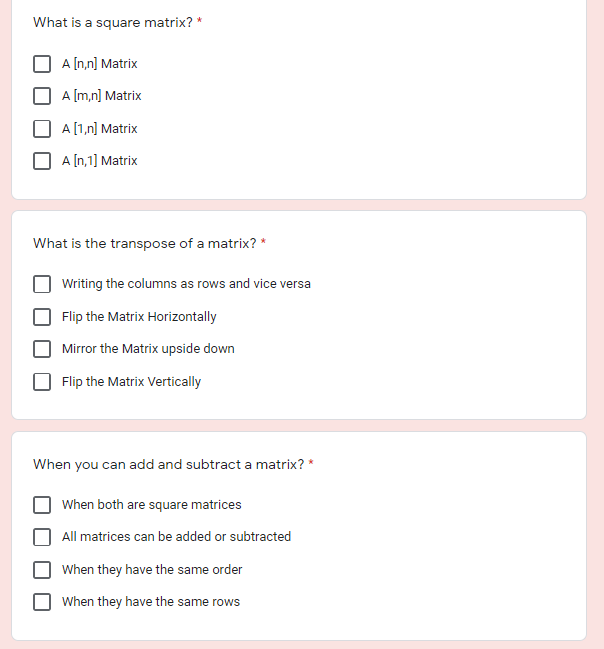 What is a square matrix? *
A [n,n] Matrix
A [m,n] Matrix
A [1,n] Matrix
A [n,1] Matrix
What is the transpose of a matrix? *
Writing the columns as rows and vice versa
Flip the Matrix Horizontally
Mirror the Matrix upside down
Flip the Matrix Vertically
When you can add and subtract a matrix? *
When both are square matrices
All matrices can be added or subtracted
When they have the same order
When they have the same rows